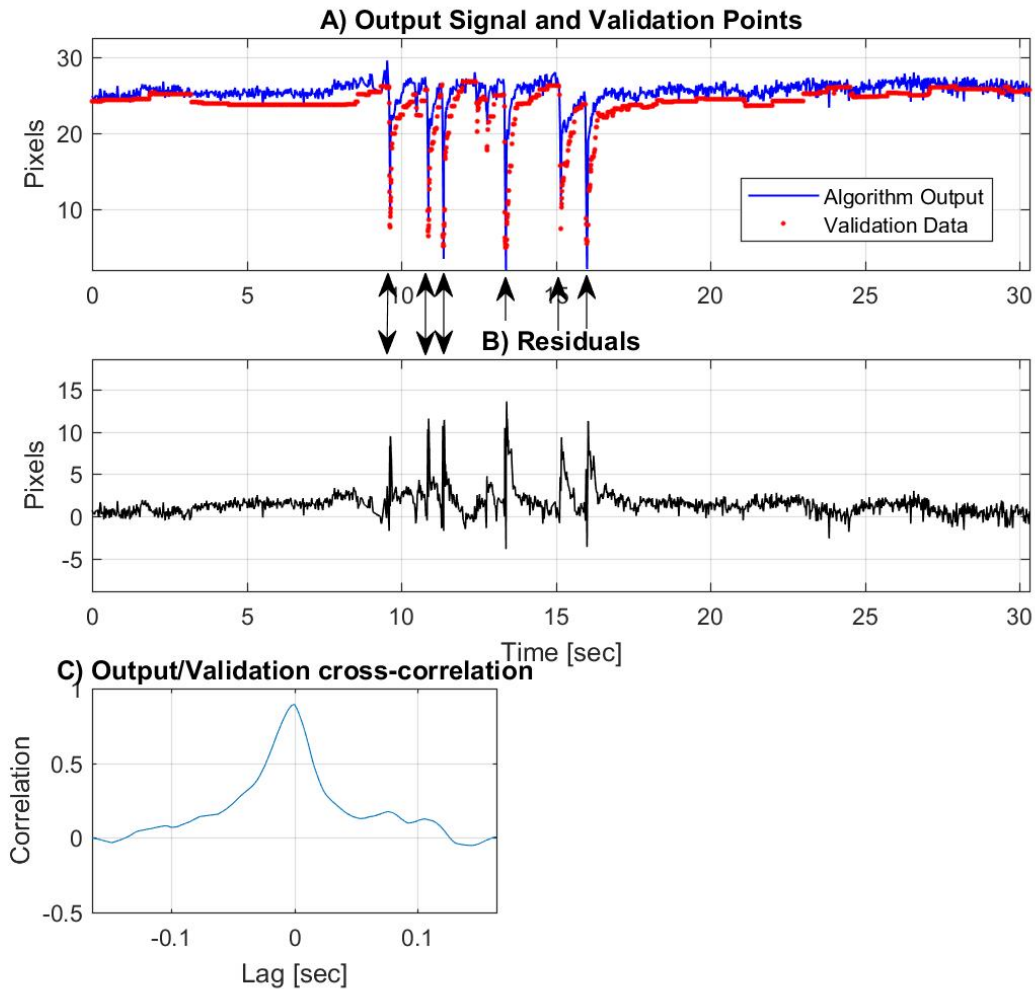 A) Output Signal and Validation Points
30
20
10
Pixels
Algorithm Output
Validation Data
0 5 10 15 20 25 30
B) Residuals
15
10
5
0
-5
Pixels
0 5 10 15 20 25 30
Time [sec]
C) Output/Validation cross-correlation
1
0.5
0
-0.5
Correlation
-0.1 0 0.1
Lag [sec]